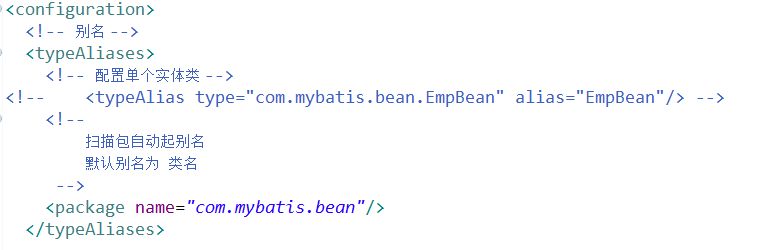 <configuration>
<!-- 别名 -->
<typeAliases>
<!-- 配置单个实体类 -->
<!-- <typeAlias type="com.mybatis.bean.EmpBean" alias="EmpBean"/> -->
<!--
扫描包自动起别名
默认别名为 类名
-->
<package name="com.mybatis.bean"/>
</typeAliases>